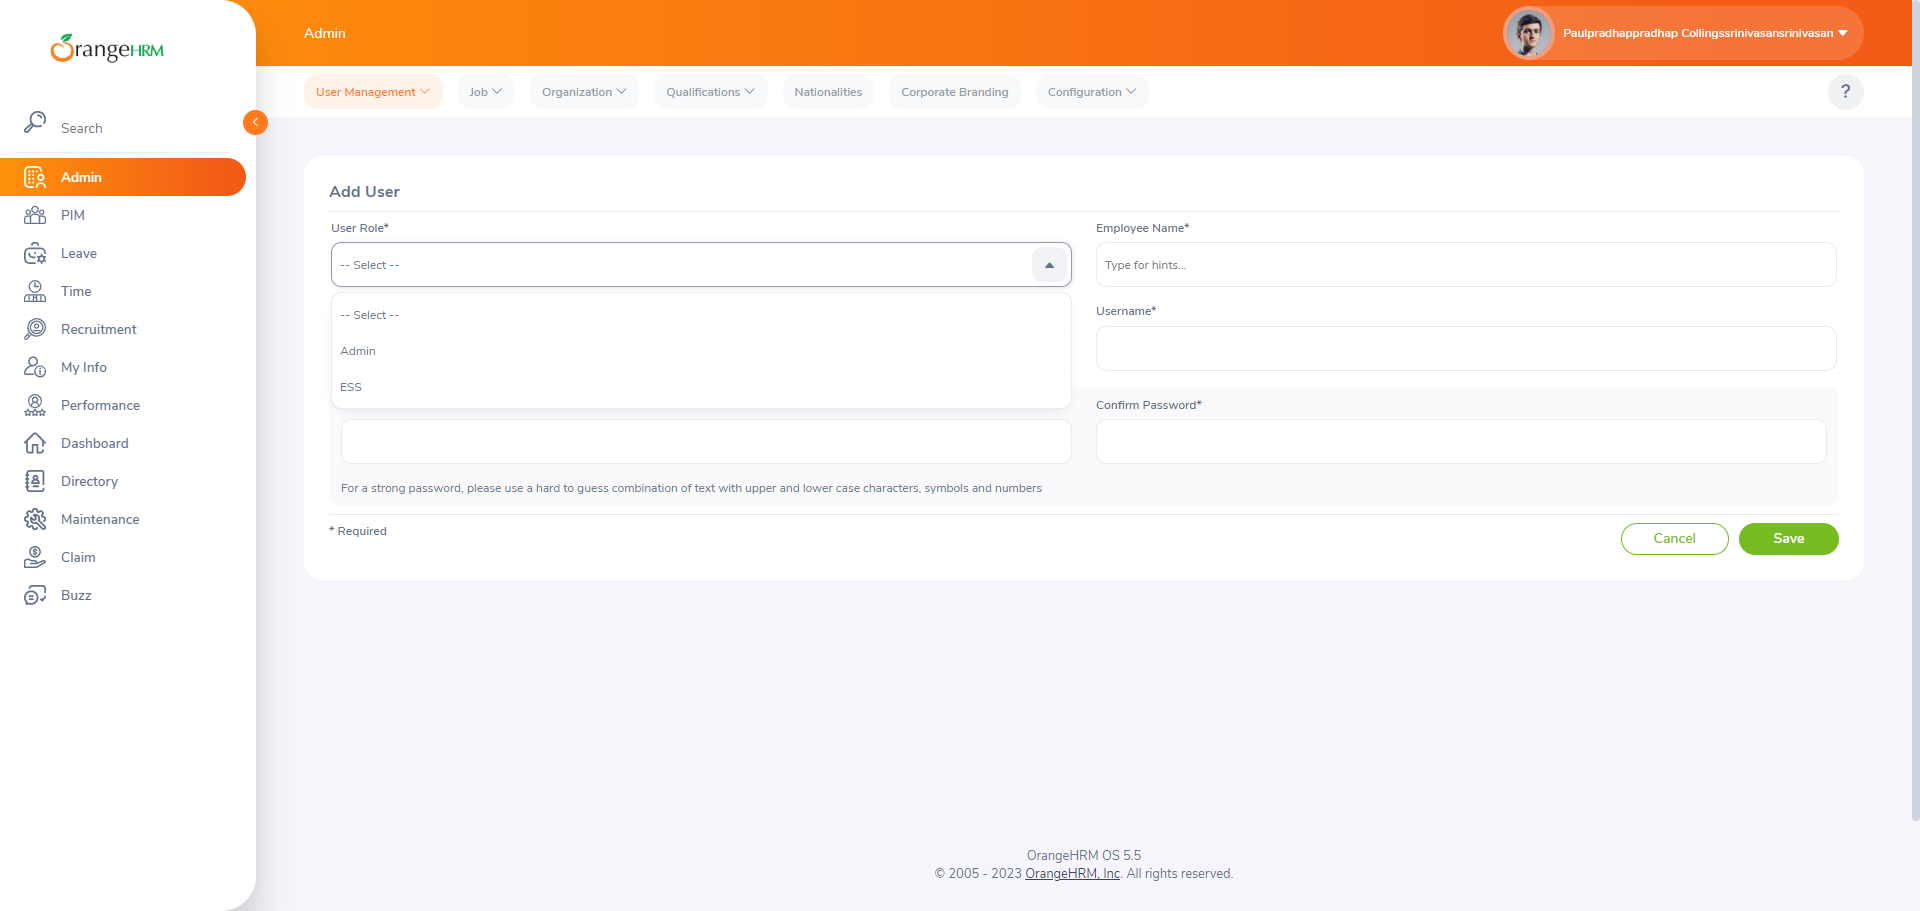 OrangeHRM
Admin
Paulpradhappradhap Collingssrinivasansrinivasan
User Management
Job
Organization
Qualifications
Nationalities
Corporate Branding
Configuration
?
Search
Admin
PIM
Leave
Time
Recruitment
My Info
Performance
Dashboard
Directory
Maintenance
Claim
Buzz
Add User
User Role*
-- Select --
-- Select --
Admin
ESS
Employee Name*
Type for hints...
Username*
Confirm Password*
For a strong password, please use a hard to guess combination of text with upper and lower case characters, symbols and numbers
* Required
Cancel
Save
OrangeHRM OS 5.5
© 2005 - 2023 OrangeHRM, Inc. All rights reserved.